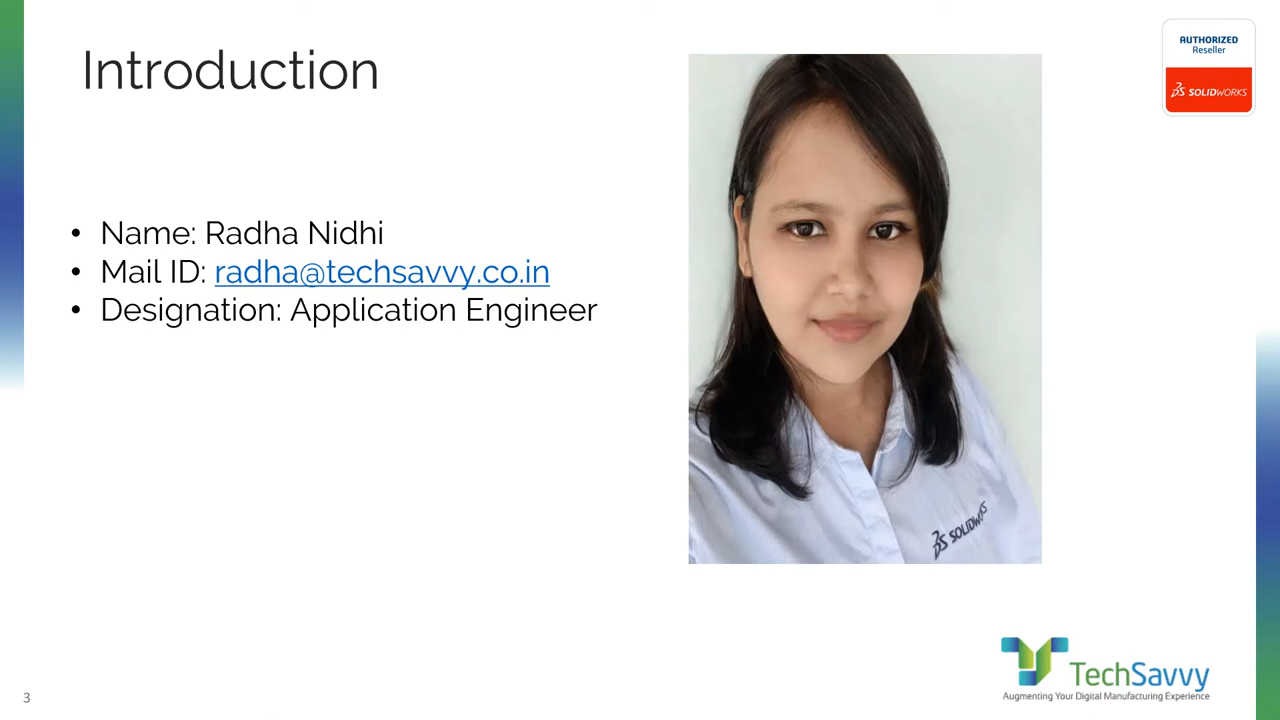 Introduction
AUTHORIZED
Reseller
SOLIDWORKS
• Name: Radha Nidhi
• Mail ID: radha@techsavvy.co.in
• Designation: Application Engineer
SOLIDWORKS
TechSavvy
Augmenting Your Digital Manufacturing Experience
3